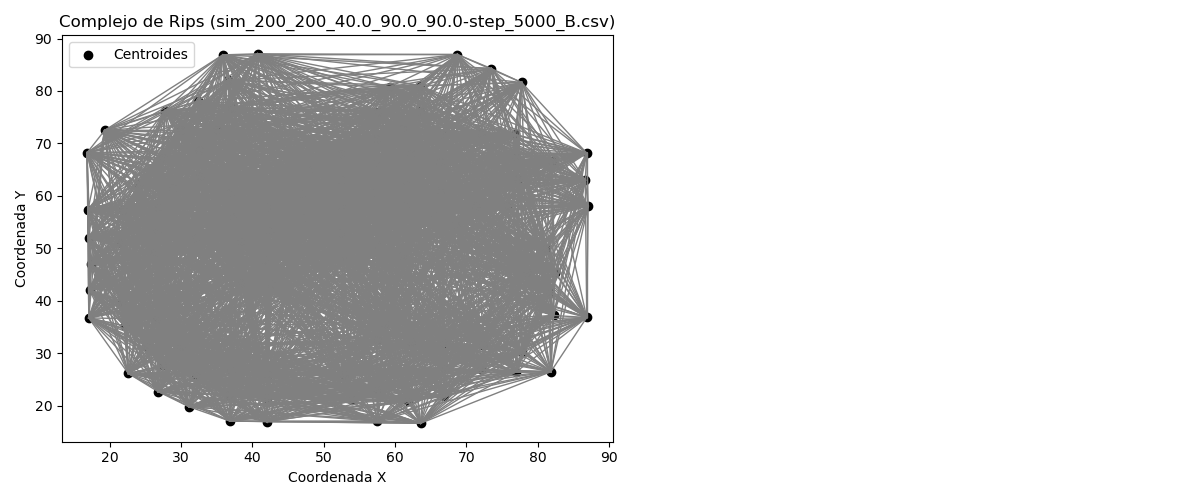 Complejo de Rips (sim_200_200_40.0_90.0_90.0-step_5000_B.csv)
Centroides
Coordenada Y
90
80
70
60
50
40
30
20
20 30 40 50 60 70 80 90
Coordenada X